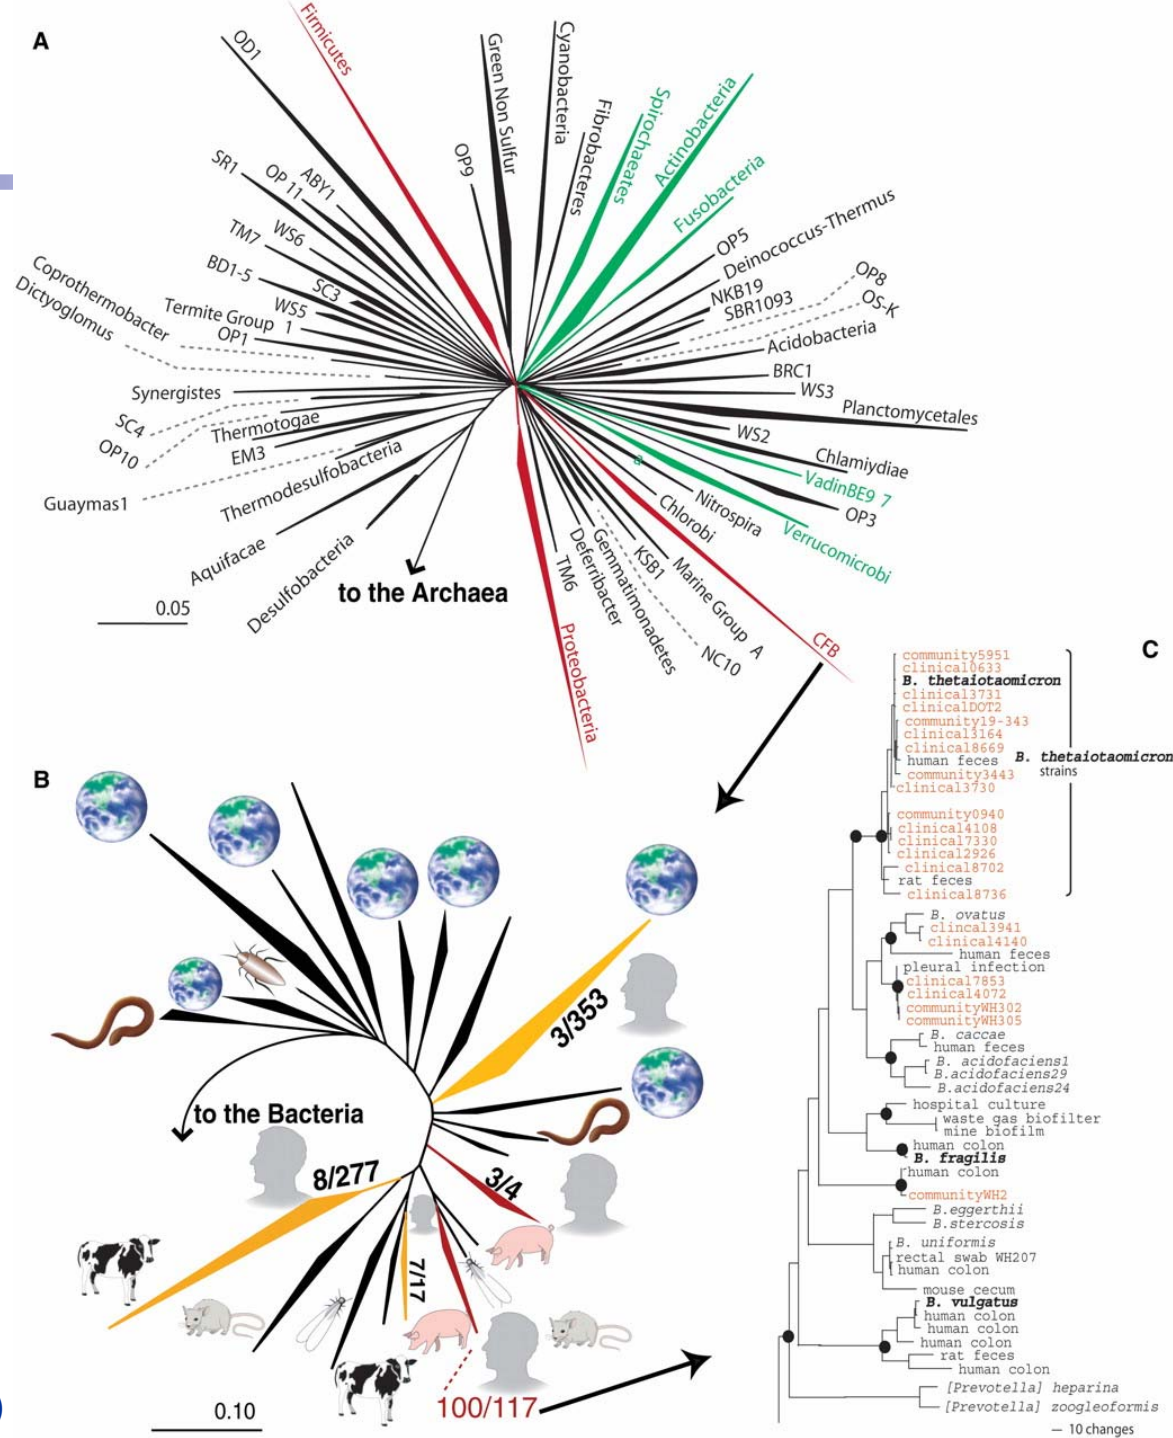 A
OD1
Firmicutes
Green Non Sulfur
Cyanobacteria
Fibrobacteres
Spirochaeates
Actinobacteria
Fusobacteria
OP9
SR1
OP 11
ABY1
TM7
WS6
BD1-5
SC3
WS5
Termite Group 1
OP1
Coprothermobacter
Dictyoglomus
Synergistes
SC4
OP10
Thermotogae
EM3
Guaymas1
Thermodesulfobacteria
Aquifacae
Desulfobacteria
to the Archaea
0.05
OP5
Deinococcus-Thermus
NKB19
SBR1093
OP8
OS-K
Acidobacteria
BRC1
WS3
Planctomycetales
WS2
Chlamiydiae
VadinBE9 7
OP3
Verrucomicrobi
Nitrospira
Chlorobi
CFB
Marine Group A
KSB1
NC10
Gemmatimonadetes
Deferribacter
TM6
Proteobacteria
B
3/353
to the Bacteria
8/277
3/4
7/17
100/117
0.10
C
community5951
clinical0633
B. thetaiotaomicron
clinical3731
clinicalDOT2
community19-343
clinical3164
clinical8669
human feces
community3443
clinical3730
B. thetaiotaomicron
strains
community0940
clinical4108
clinical7330
clinical2926
clinical8702
rat feces
clinical8736
B. ovatus
clincal3941
clinical4140
human feces
pleural infection
clinical7853
clinical4072
communityWH302
communityWH305
B. caccae
human feces
B. acidofaciens1
B.acidofaciens29
B.acidofaciens24
hospital culture
waste gas biofilter
mine biofilm
human colon
B. fragilis
human colon
communityWH2
B.eggerthii
B.stercosis
B. uniformis
rectal swab WH207
human colon
mouse cecum
B. vulgatus
human colon
human colon
human colon
rat feces
human colon
[Prevotella] heparina
[Prevotella] zoogleoformis
10 changes